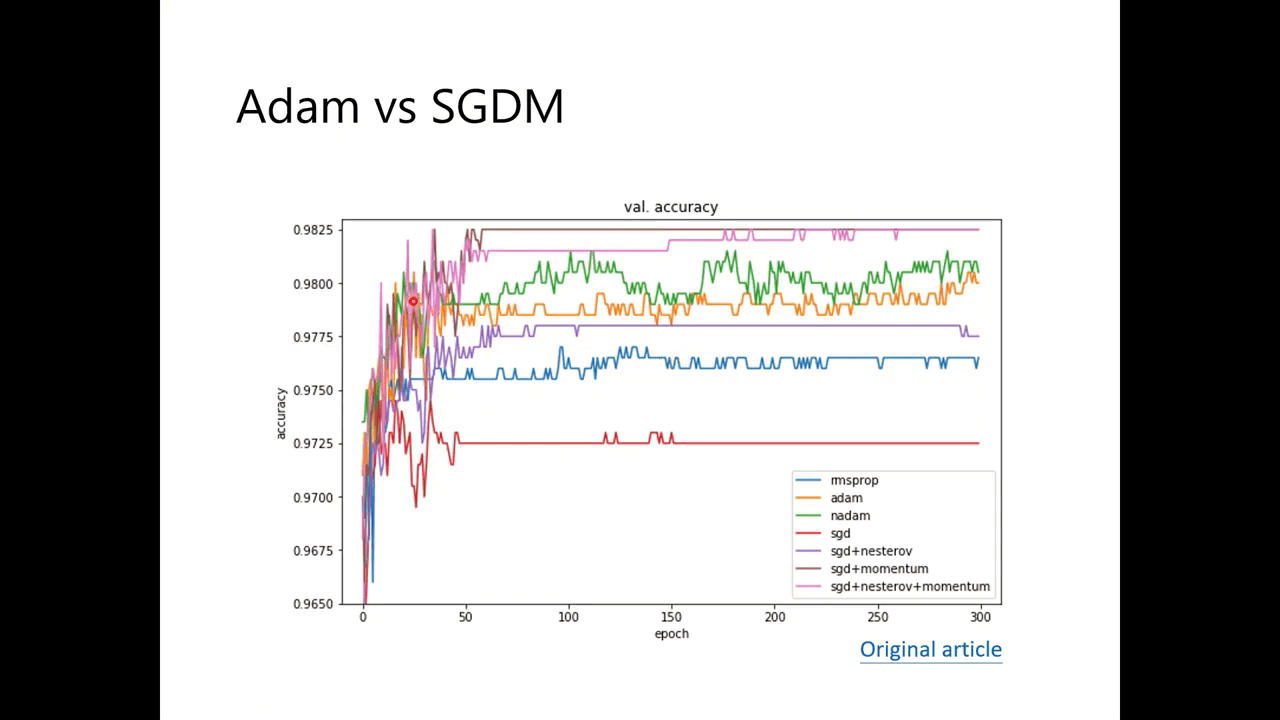 Adam vs SGDM
val. accuracy
0.9825
0.9800
0.9775
0.9750
0.9725
0.9700
0.9675
0.9650
accuracy
0
50
100
150
200
250
300
epoch
rmsprop
adam
nadam
sgd
sgd+nesterov
sgd+momentum
sgd+nesterov+momentum
Original article